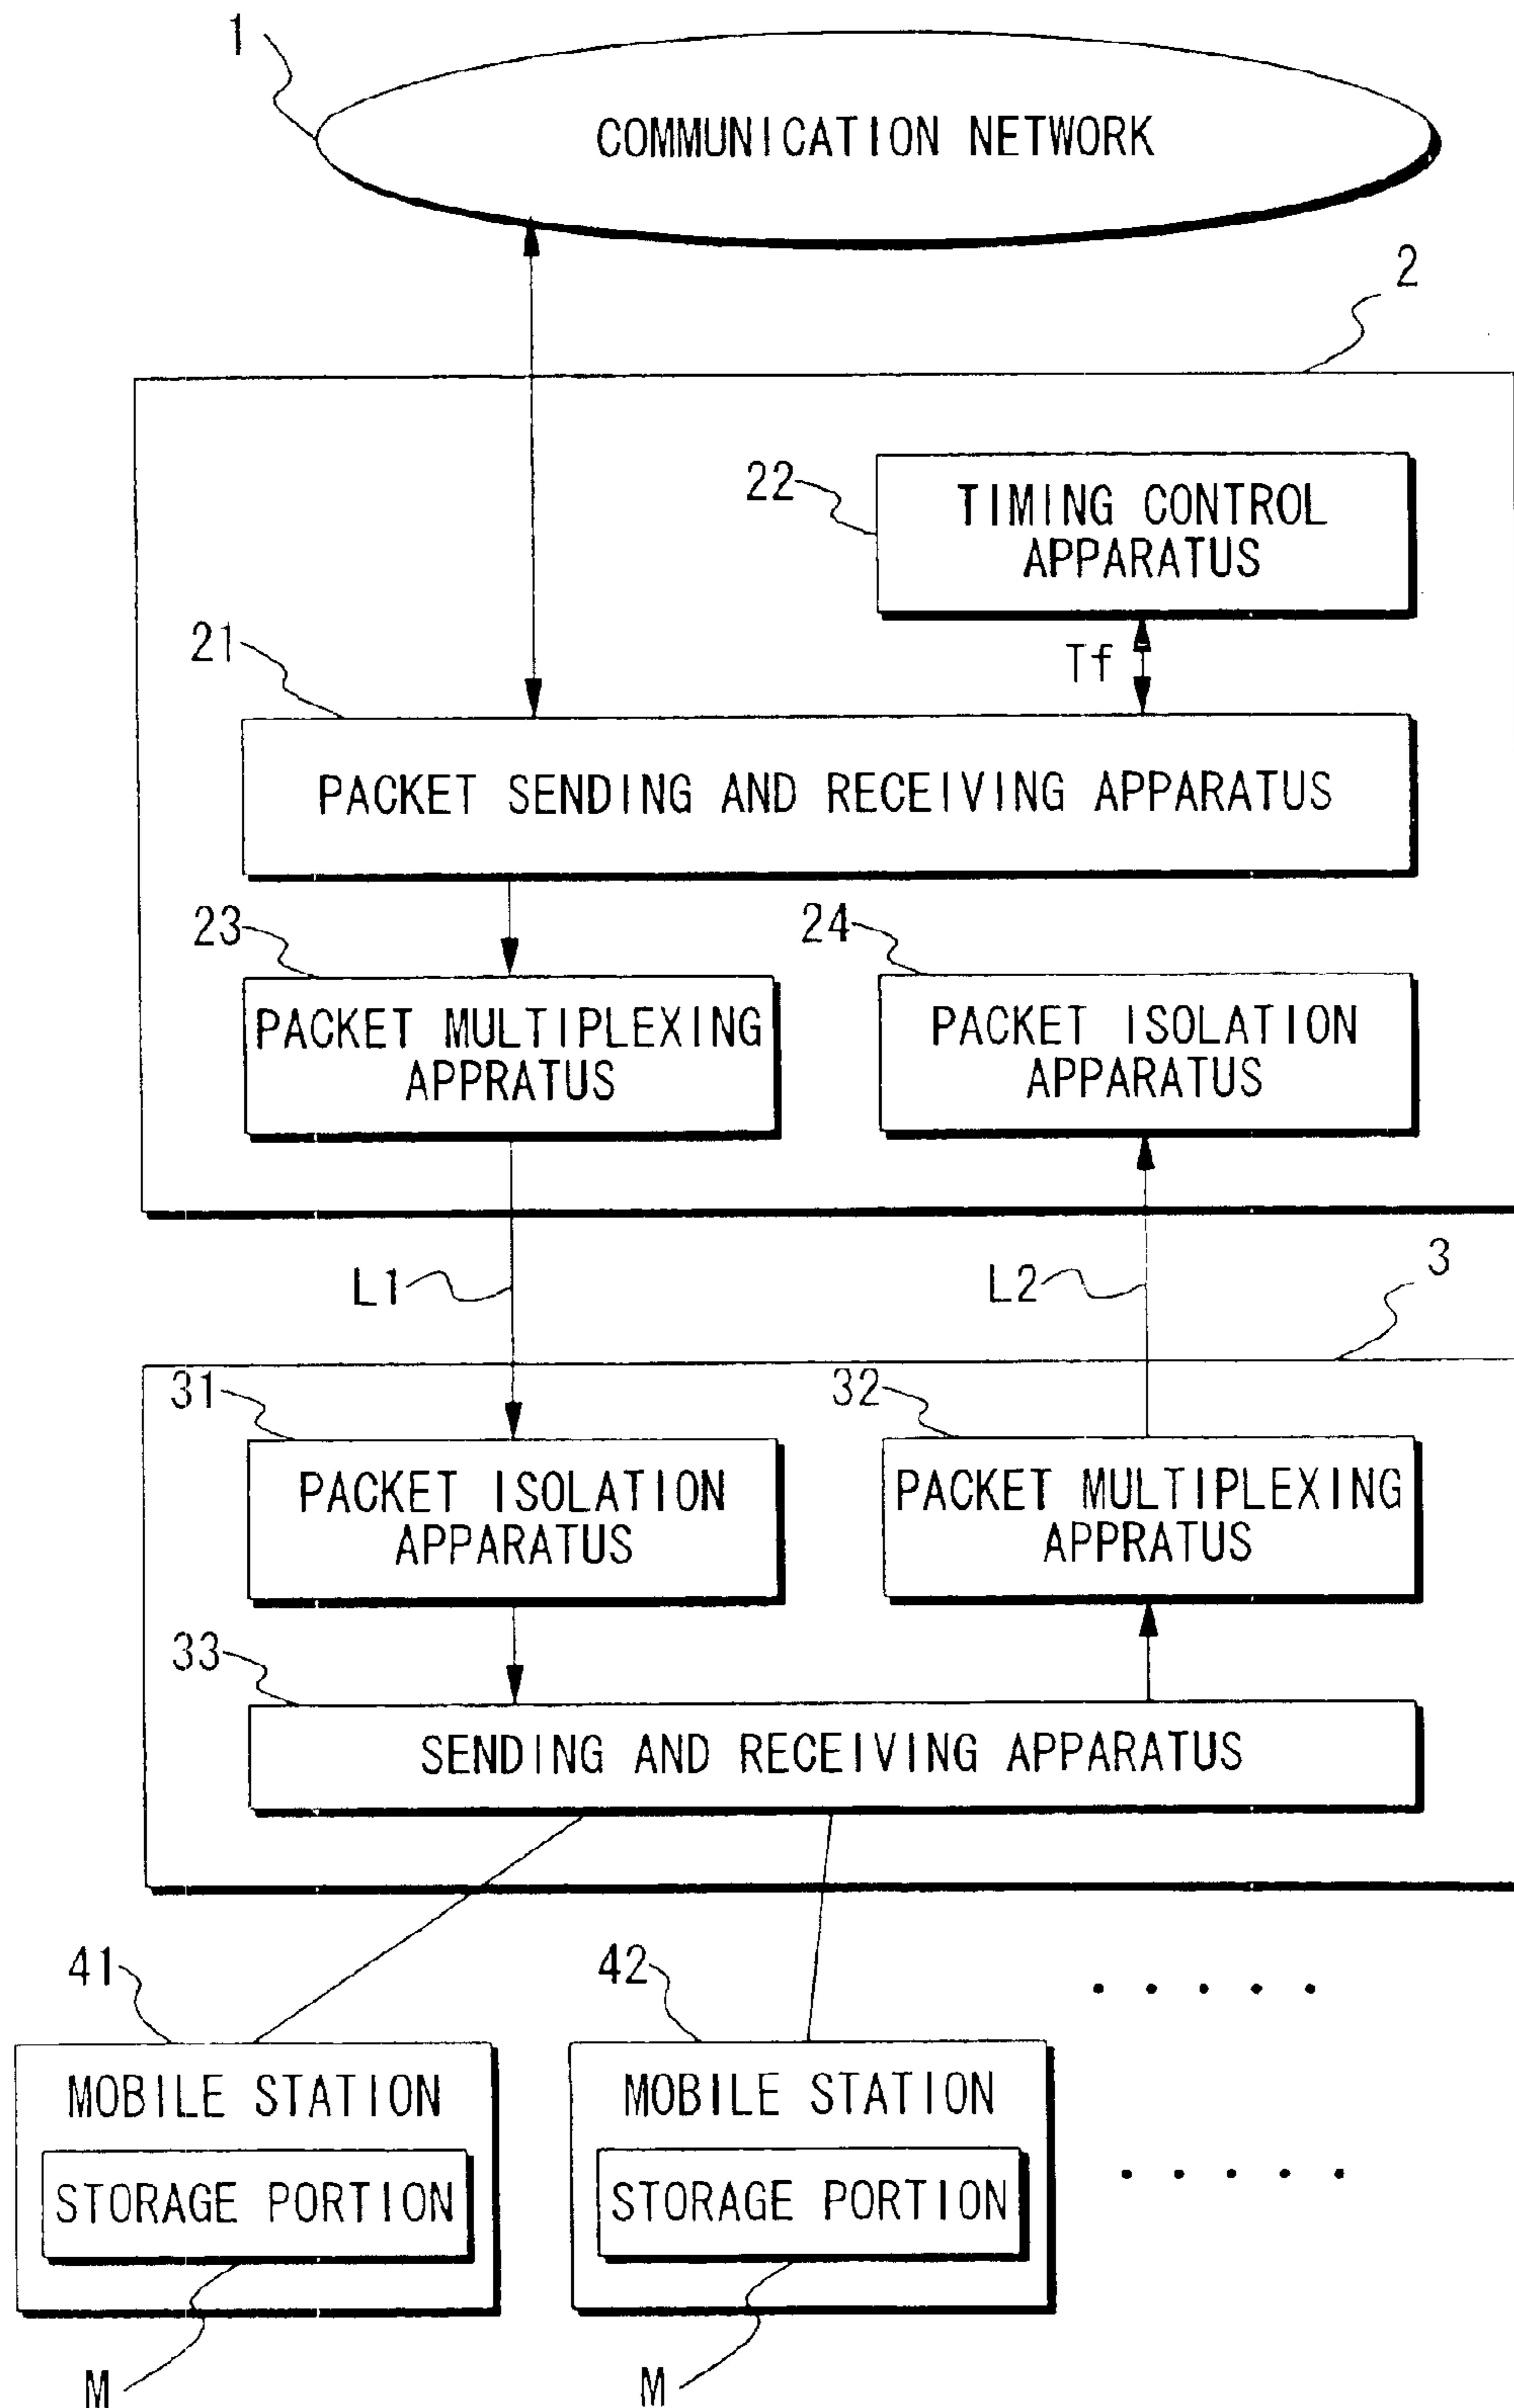 1
COMMUNICATION NETWORK
2
22
TIMING CONTROL
APPARATUS
Tf
21
PACKET SENDING AND RECEIVING APPARATUS
23
PACKET MULTIPLEXING
APPRATUS
24
PACKET ISOLATION
APPARATUS
L1
L2
3
31
PACKET ISOLATION
APPARATUS
32
PACKET MULTIPLEXING
APPRATUS
33
SENDING AND RECEIVING APPARATUS
41
MOBILE STATION
STORAGE PORTION
M
42
MOBILE STATION
STORAGE PORTION
M